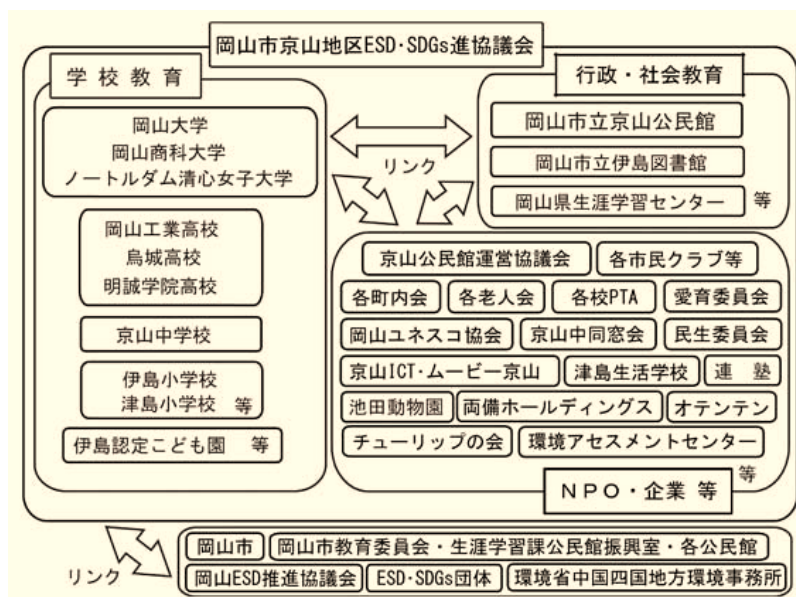 岡山市京山地区ESD・SDGs進協議会
学校教育
岡山大学
岡山商科大学
ノートルダム清心女子大学
岡山工業高校
烏城高校
明誠学院高校
京山中学校
伊島小学校
津島小学校 等
伊島認定こども園 等
リンク
行政・社会教育
岡山市立京山公民館
岡山市立伊島図書館
岡山県生涯学習センター 等
京山公民館運営協議会 各市民クラブ等
各町内会 各老人会 各校PTA 愛育委員会
岡山ユネスコ協会 京山中同窓会 民生委員会
京山ICT・ムービー京山 津島生活学校 連塾
池田動物園 両備ホールディングス オテンテン
チューリップの会 環境アセスメントセンター
等
NPO・企業 等
リンク
岡山市 岡山市教育委員会・生涯学習課公民館振興室・各公民館
岡山ESD推進協議会 ESD・SDGs団体 環境省中国四国地方環境事務所